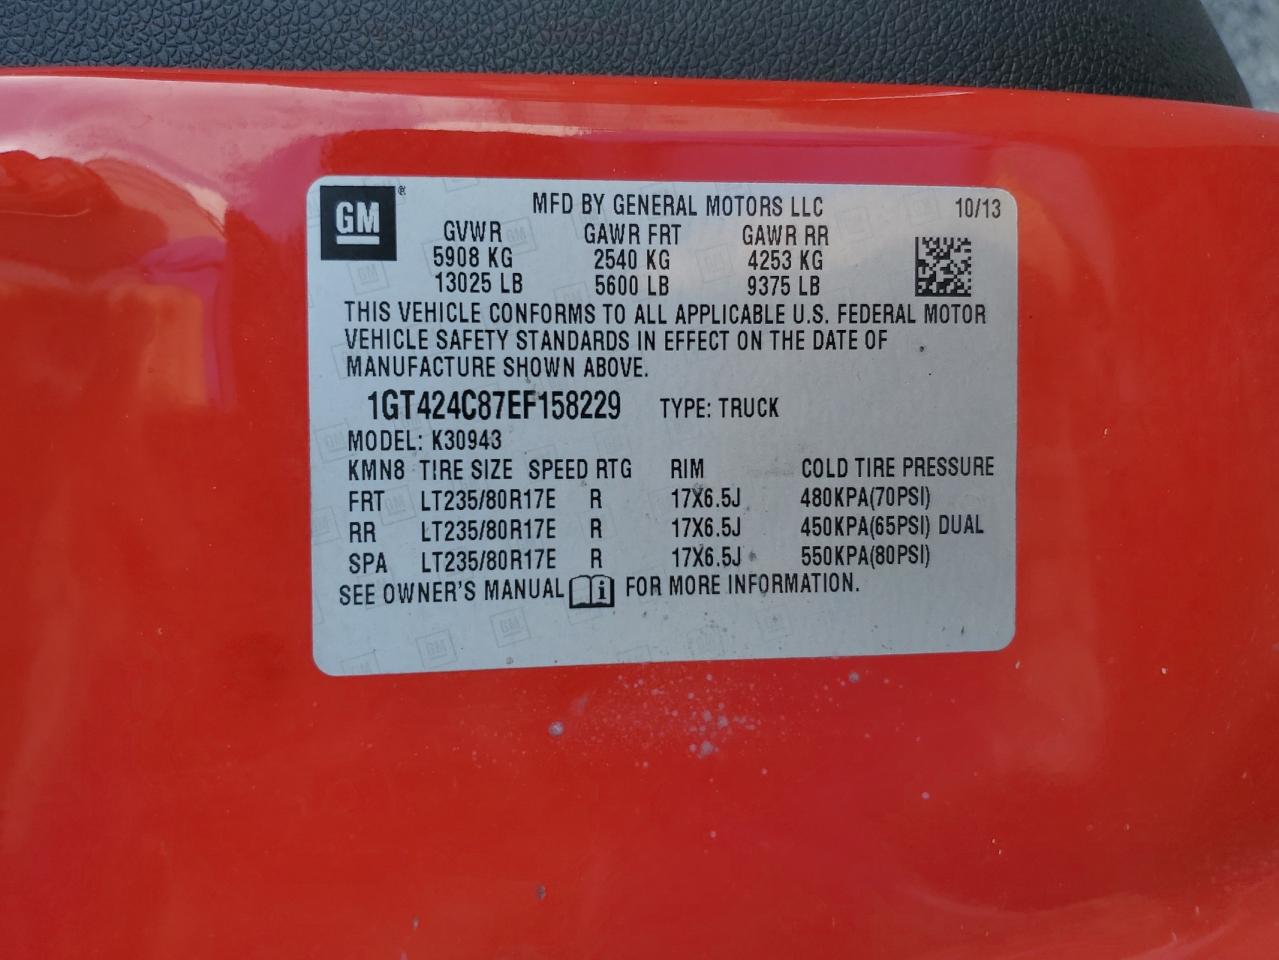 GM ® MFD BY GENERAL MOTORS LLC 10/13
GVWR GAWR FRT GAWR RR
5908 KG 2540 KG 4253 KG
13025 LB 5600 LB 9375 LB
THIS VEHICLE CONFORMS TO ALL APPLICABLE U.S. FEDERAL MOTOR
VEHICLE SAFETY STANDARDS IN EFFECT ON THE DATE OF
MANUFACTURE SHOWN ABOVE.
1GT424C87EF158229 TYPE: TRUCK
MODEL: K30943
KMN8 TIRE SIZE SPEED RTG RIM COLD TIRE PRESSURE
FRT LT235/80R17E R 17X6.5J 480KPA(70PSI)
RR LT235/80R17E R 17X6.5J 450KPA(65PSI) DUAL
SPA LT235/80R17E R 17X6.5J 550KPA(80PSI)
SEE OWNER'S MANUAL i FOR MORE INFORMATION.